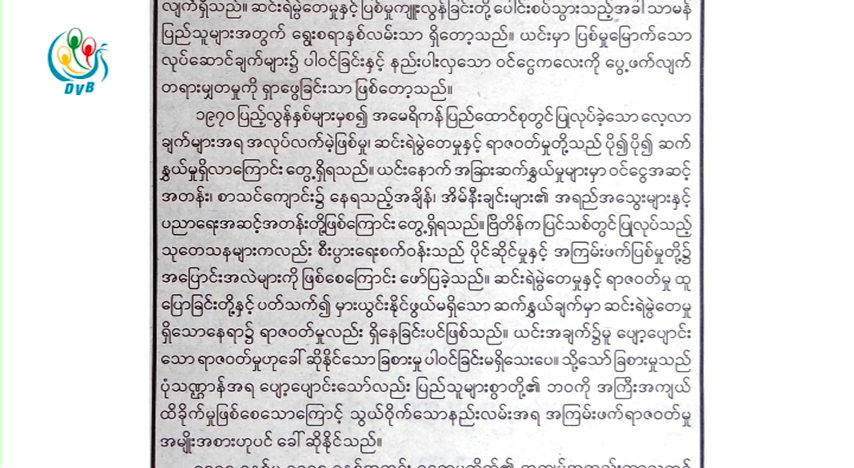 လျက်ရှိသည်။ ဆင်းရဲမွဲတေမှုနှင့် ပြစ်မှုကျူးလွန်ခြင်းတို့ ပေါင်းစပ်သွားသည့်အခါ သာမန်
ပြည်သူများအတွက် ရွေးစရာနှစ်လမ်းသာ ရှိတော့သည်။ ယင်းမှာ ပြစ်မှုမြောက်သော
လုပ်ဆောင်ချက်များ၌ ပါဝင်ခြင်းနှင့် နည်းပါးလှသော ဝင်ငွေကလေးကို ပွေ့ဖက်လျက်
တရားမျှတမှုကို ရှာဖွေခြင်းသာ ဖြစ်တော့သည်။
DVB
၁၉၇၀ ပြည့်လွန်နှစ်များမှစ၍ အမေရိကန်ပြည်ထောင်စုတွင်ပြုလုပ်ခဲ့သော လေ့လာ
ချက်များအရ အလုပ်လက်မဲ့ဖြစ်မှု၊ ဆင်းရဲမွဲတေမှုနှင့် ရာဇဝတ်မှုတို့သည် ပို၍ပို၍ ဆက်
နွှယ်မှုရှိလာကြောင်း တွေ့ရှိရသည်။ ယင်းနောက် အခြားဆက်နွှယ်မှုများမှာ ဝင်ငွေအဆင့်
အတန်း၊ စာသင်ကျောင်း၌ နေရသည့်အချိန်၊ အိမ်နီးချင်းများ၏ အရည်အသွေးများနှင့်
ပညာရေးအဆင့်အတန်းတို့ဖြစ်ကြောင်း တွေ့ရှိရသည်။ ဗြိတိန်က ပြင်သစ်တွင်ပြုလုပ်သည့်
သုတေသနများကလည်း စီးပွားရေးစက်ဝန်းသည် ပိုင်ဆိုင်မှုနှင့် အကြမ်းဖက်ပြစ်မှုတို့၌
အပြောင်းအလဲများကို ဖြစ်စေကြောင်း ဖော်ပြခဲ့သည်။ ဆင်းရဲမွဲတေမှုနှင့် ရာဇဝတ်မှု ထူ
ပြောခြင်းတို့နှင့် ပတ်သက်၍ မှားယွင်းနိုင်ဖွယ်မရှိသော ဆက်နွှယ်ချက်မှာ ဆင်းရဲမွဲတေမှု
ရှိသောနေရာ၌ ရာဇဝတ်မှုလည်း ရှိနေခြင်းပင်ဖြစ်သည်။ ယင်းအချက်၌မူ ပျော့ပျောင်း
သော ရာဇဝတ်မှုဟုခေါ်ဆိုနိုင်သော ခြစားမှု ပါဝင်ခြင်းမရှိသေးပေ။ သို့သော် ခြစားမှုသည်
ပုံသဏ္ဌာန်အရ ပျော့ပျောင်းသော်လည်း ပြည်သူများစွာတို့၏ ဘဝကို အကြီးအကျယ်
ထိခိုက်မှုဖြစ်စေသောကြောင့် သွယ်ဝိုက်သောနည်းလမ်းအရ အကြမ်းဖက်ရာဇဝတ်မှု
အမျိုးအစားဟုပင် ခေါ်ဆိုနိုင်သည်။